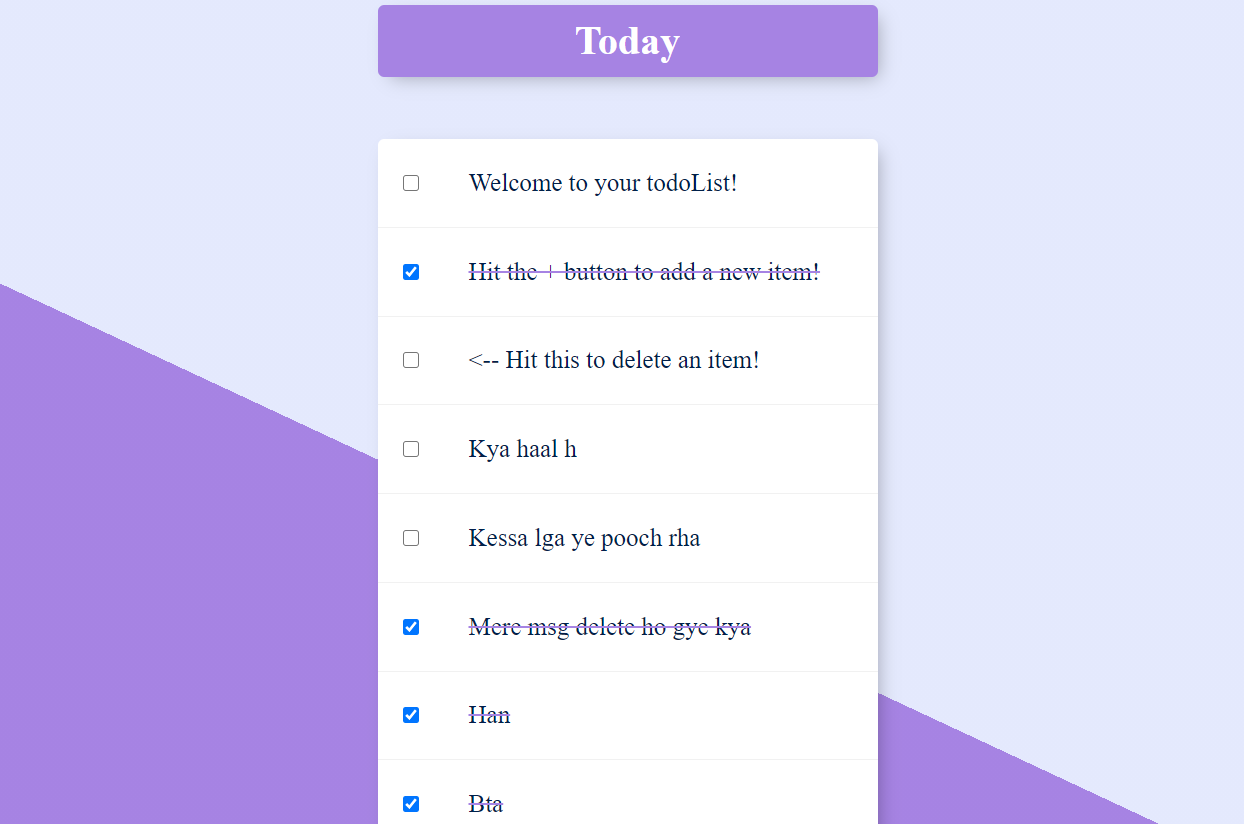 Today
Welcome to your todoList!
Hit the + button to add a new item!
<-- Hit this to delete an item!
Kya haal h
Kessa lga ye pooch rha
Mere msg delete ho gye kya
Han
Bta